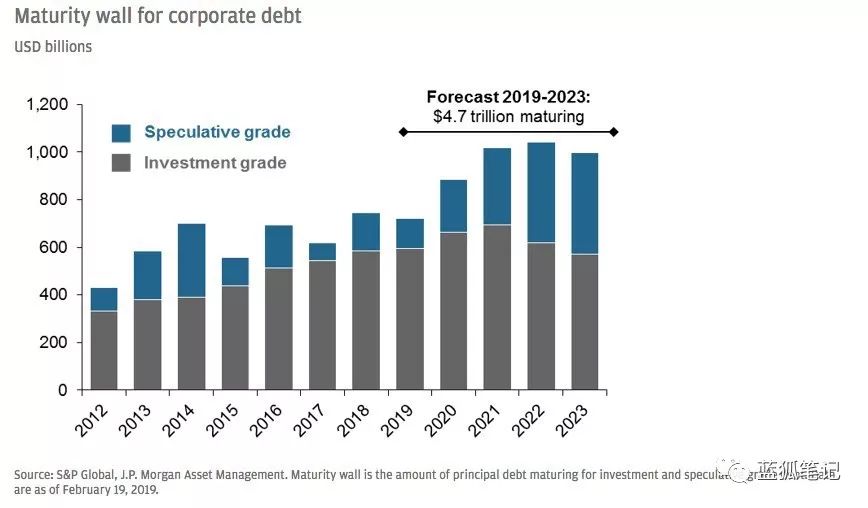 Maturity wall for corporate debt
USD billions
Forecast 2019-2023:
$4.7 trillion maturing
Speculative grade
Investment grade
1,200
1,000
800
600
400
200
0
2012
2013
2014
2015
2016
2017
2018
2019
2020
2021
2022
2023
Source: S&P Global, J.P. Morgan Asset Management. Maturity wall is the amount of principal debt maturing for investment and
are as of February 19, 2019.
蓝狐笔记